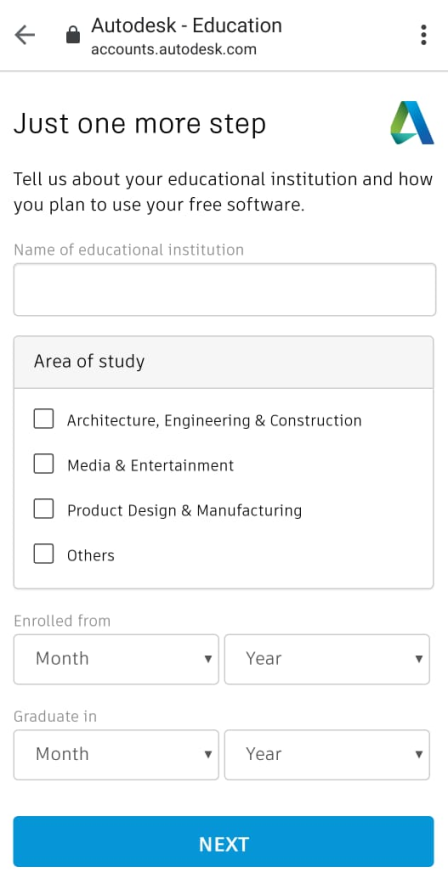 Autodesk - Education
accounts.autodesk.com
Just one more step
Tell us about your educational institution and how
you plan to use your free software.
Name of educational institution
Area of study
Architecture, Engineering & Construction
Media & Entertainment
Product Design & Manufacturing
Others
Enrolled from
Month Year
Graduate in
Month Year
NEXT